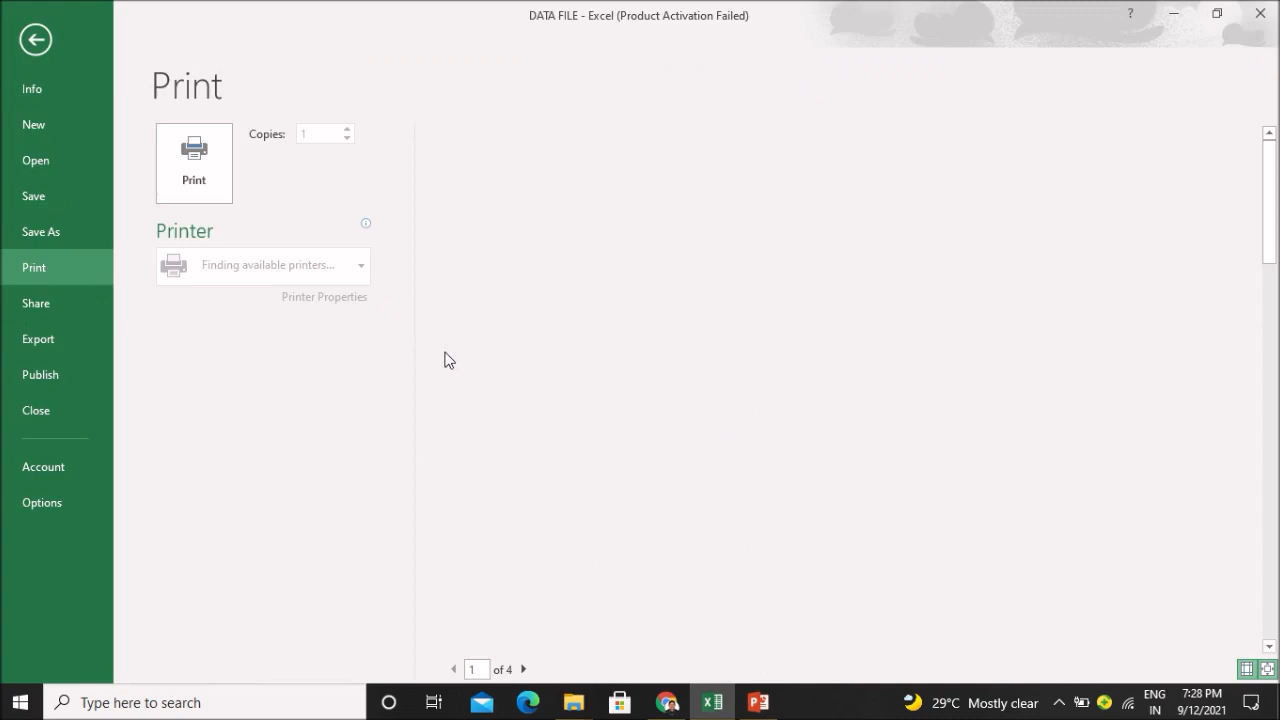 DATA FILE - Excel (Product Activation Failed)
?
Print
Info
New
Open
Save
Save As
Print
Share
Export
Publish
Close
Account
Options
Print
Copies: 1
Printer
Finding available printers...
Printer Properties
1 of 4
Type here to search
29°C Mostly clear
ENG
IN
7:28 PM
9/12/2021